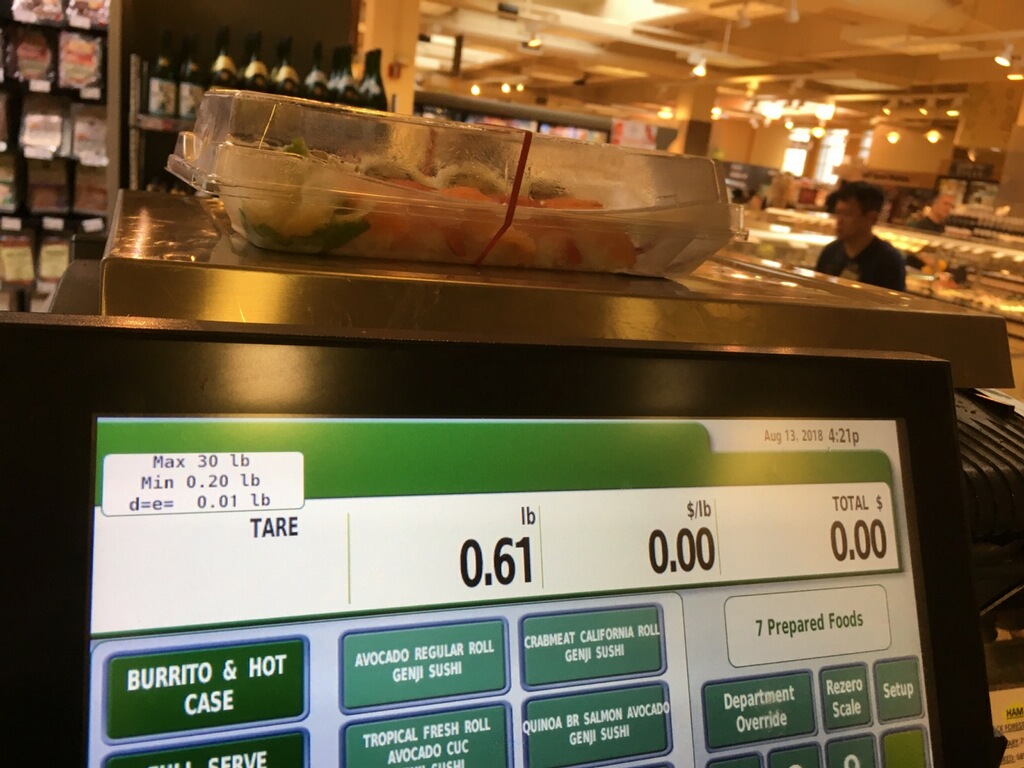 Aug 13. 2018 4:21p
Max 30 lb
Min 0.20 lb
d=e= 0.01 lb
TARE
lb
0.61
$/lb
0.00
TOTAL $
0.00
BURRITO & HOT
CASE
AVOCADO REGULAR ROLL
GENJI SUSHI
CRABMEAT CALIFORNIA ROLL
GENJI SUSHI
7 Prepared Foods
TROPICAL FRESH ROLL
AVOCADO CUC
QUINOA BR SALMON AVOCADO
GENJI SUSHI
Department
Override
Rezero
Scale
Setup
SERVE
HAM